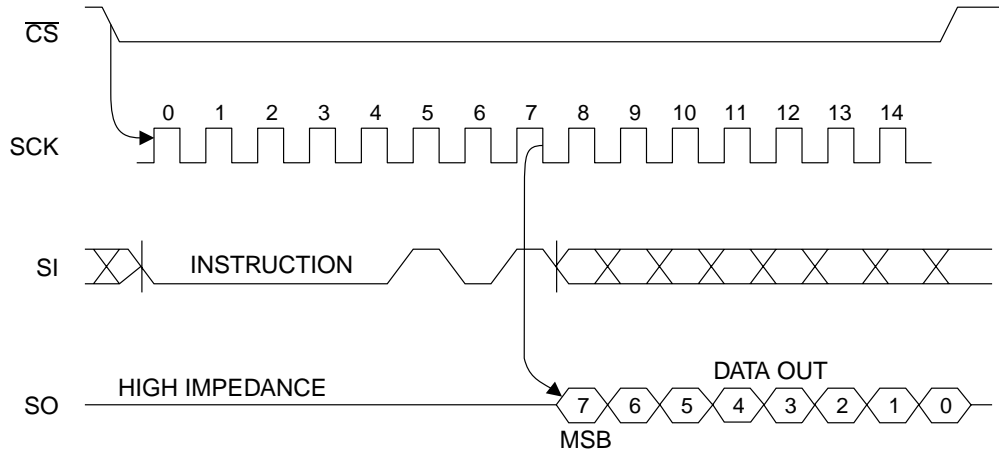 CS
0 1 2 3 4 5 6 7 8 9 10 11 12 13 14
SCK
SI INSTRUCTION
HIGH IMPEDANCE DATA OUT
SO 7 6 5 4 3 2 1 0
MSB